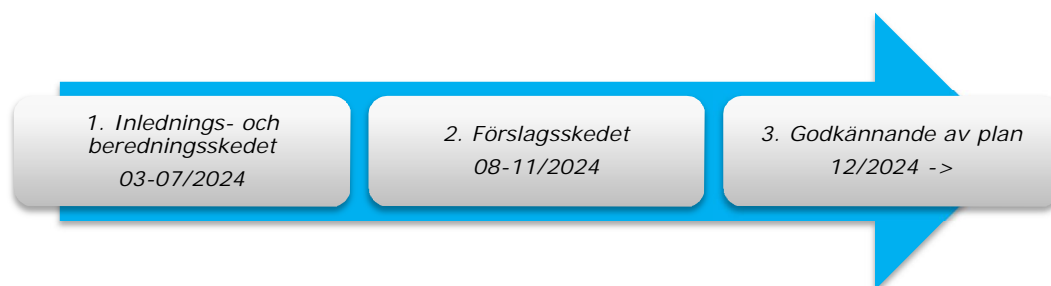 1. Inlednings- och
beredningsskedet
03-07/2024
2. Förslagsskedet
08-11/2024
3. Godkännande av plan
12/2024 ->